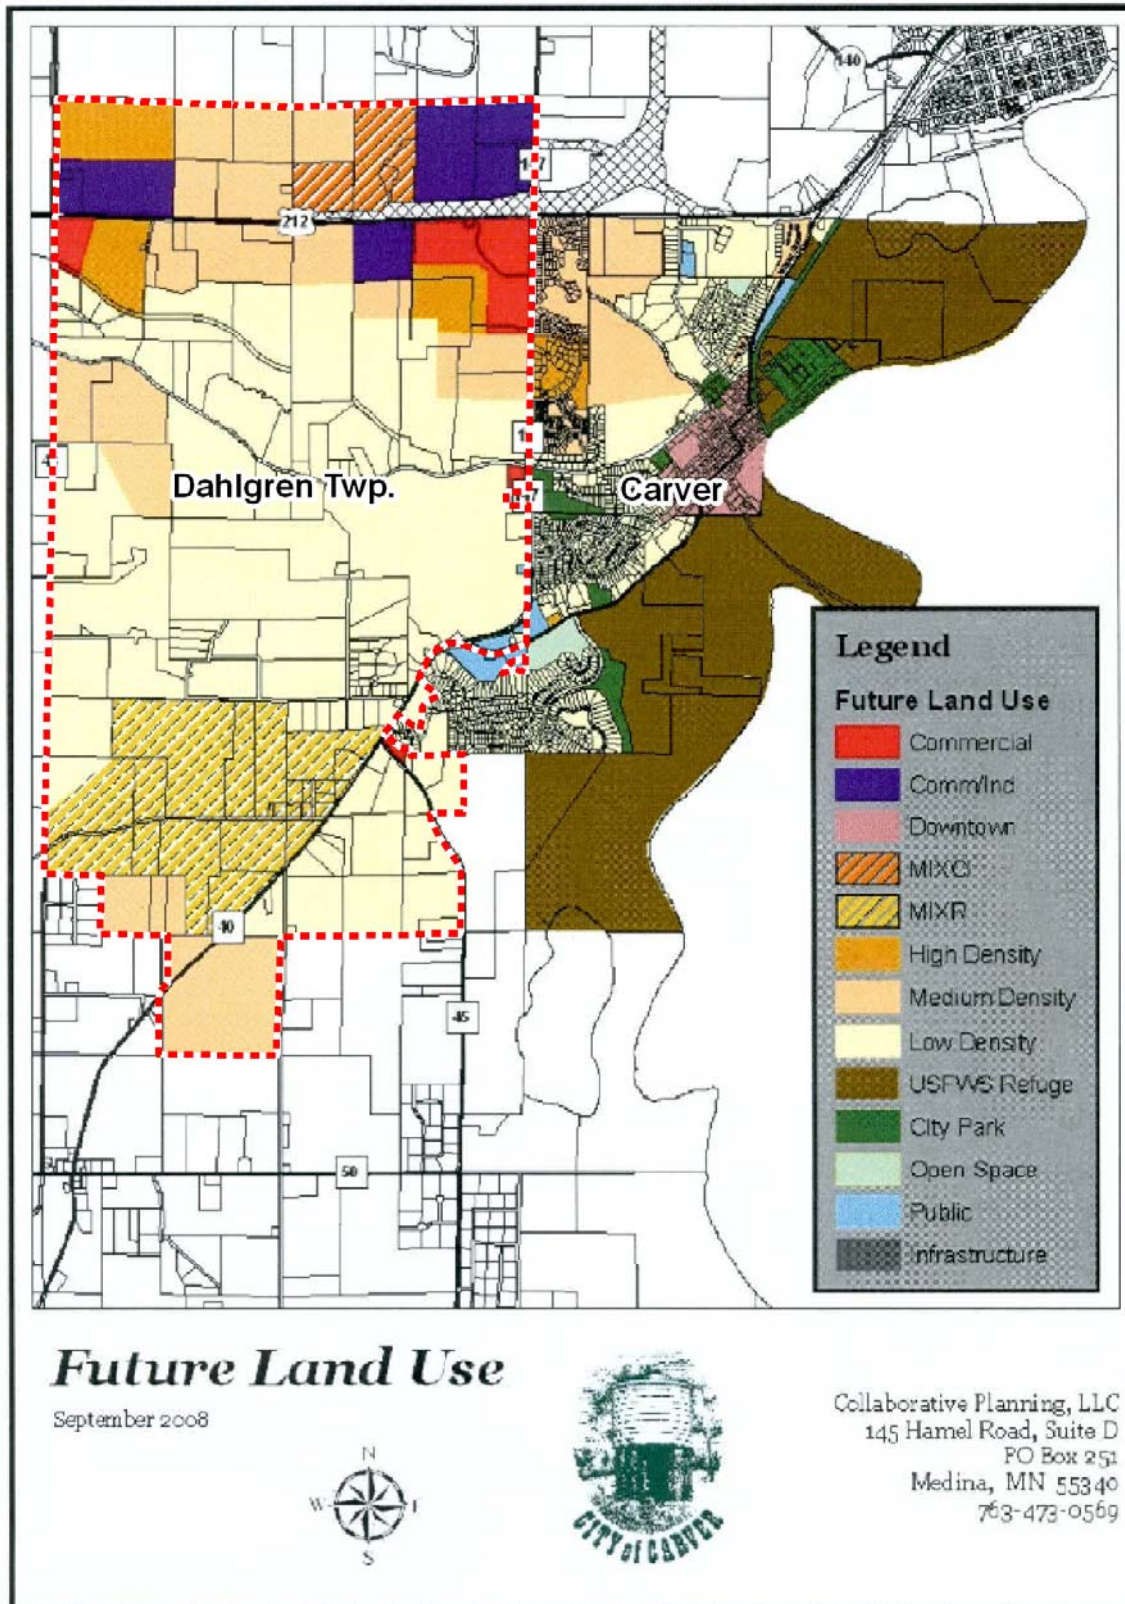 140
147
212
Dahlgren Twp.
Carver
40
45
50
Legend
Future Land Use
Commercial
Comm/Ind
Downtown
MIXCI
MIXR
High Density
Medium Density
Low Density
USFWS Refuge
City Park
Open Space
Public
Infrastructure
Future Land Use
September 2008
N
W
S
CITY of CARVER
Collaborative Planning, LLC
145 Hamel Road, Suite D
PO Box 251
Medina, MN 55340
763-473-0569